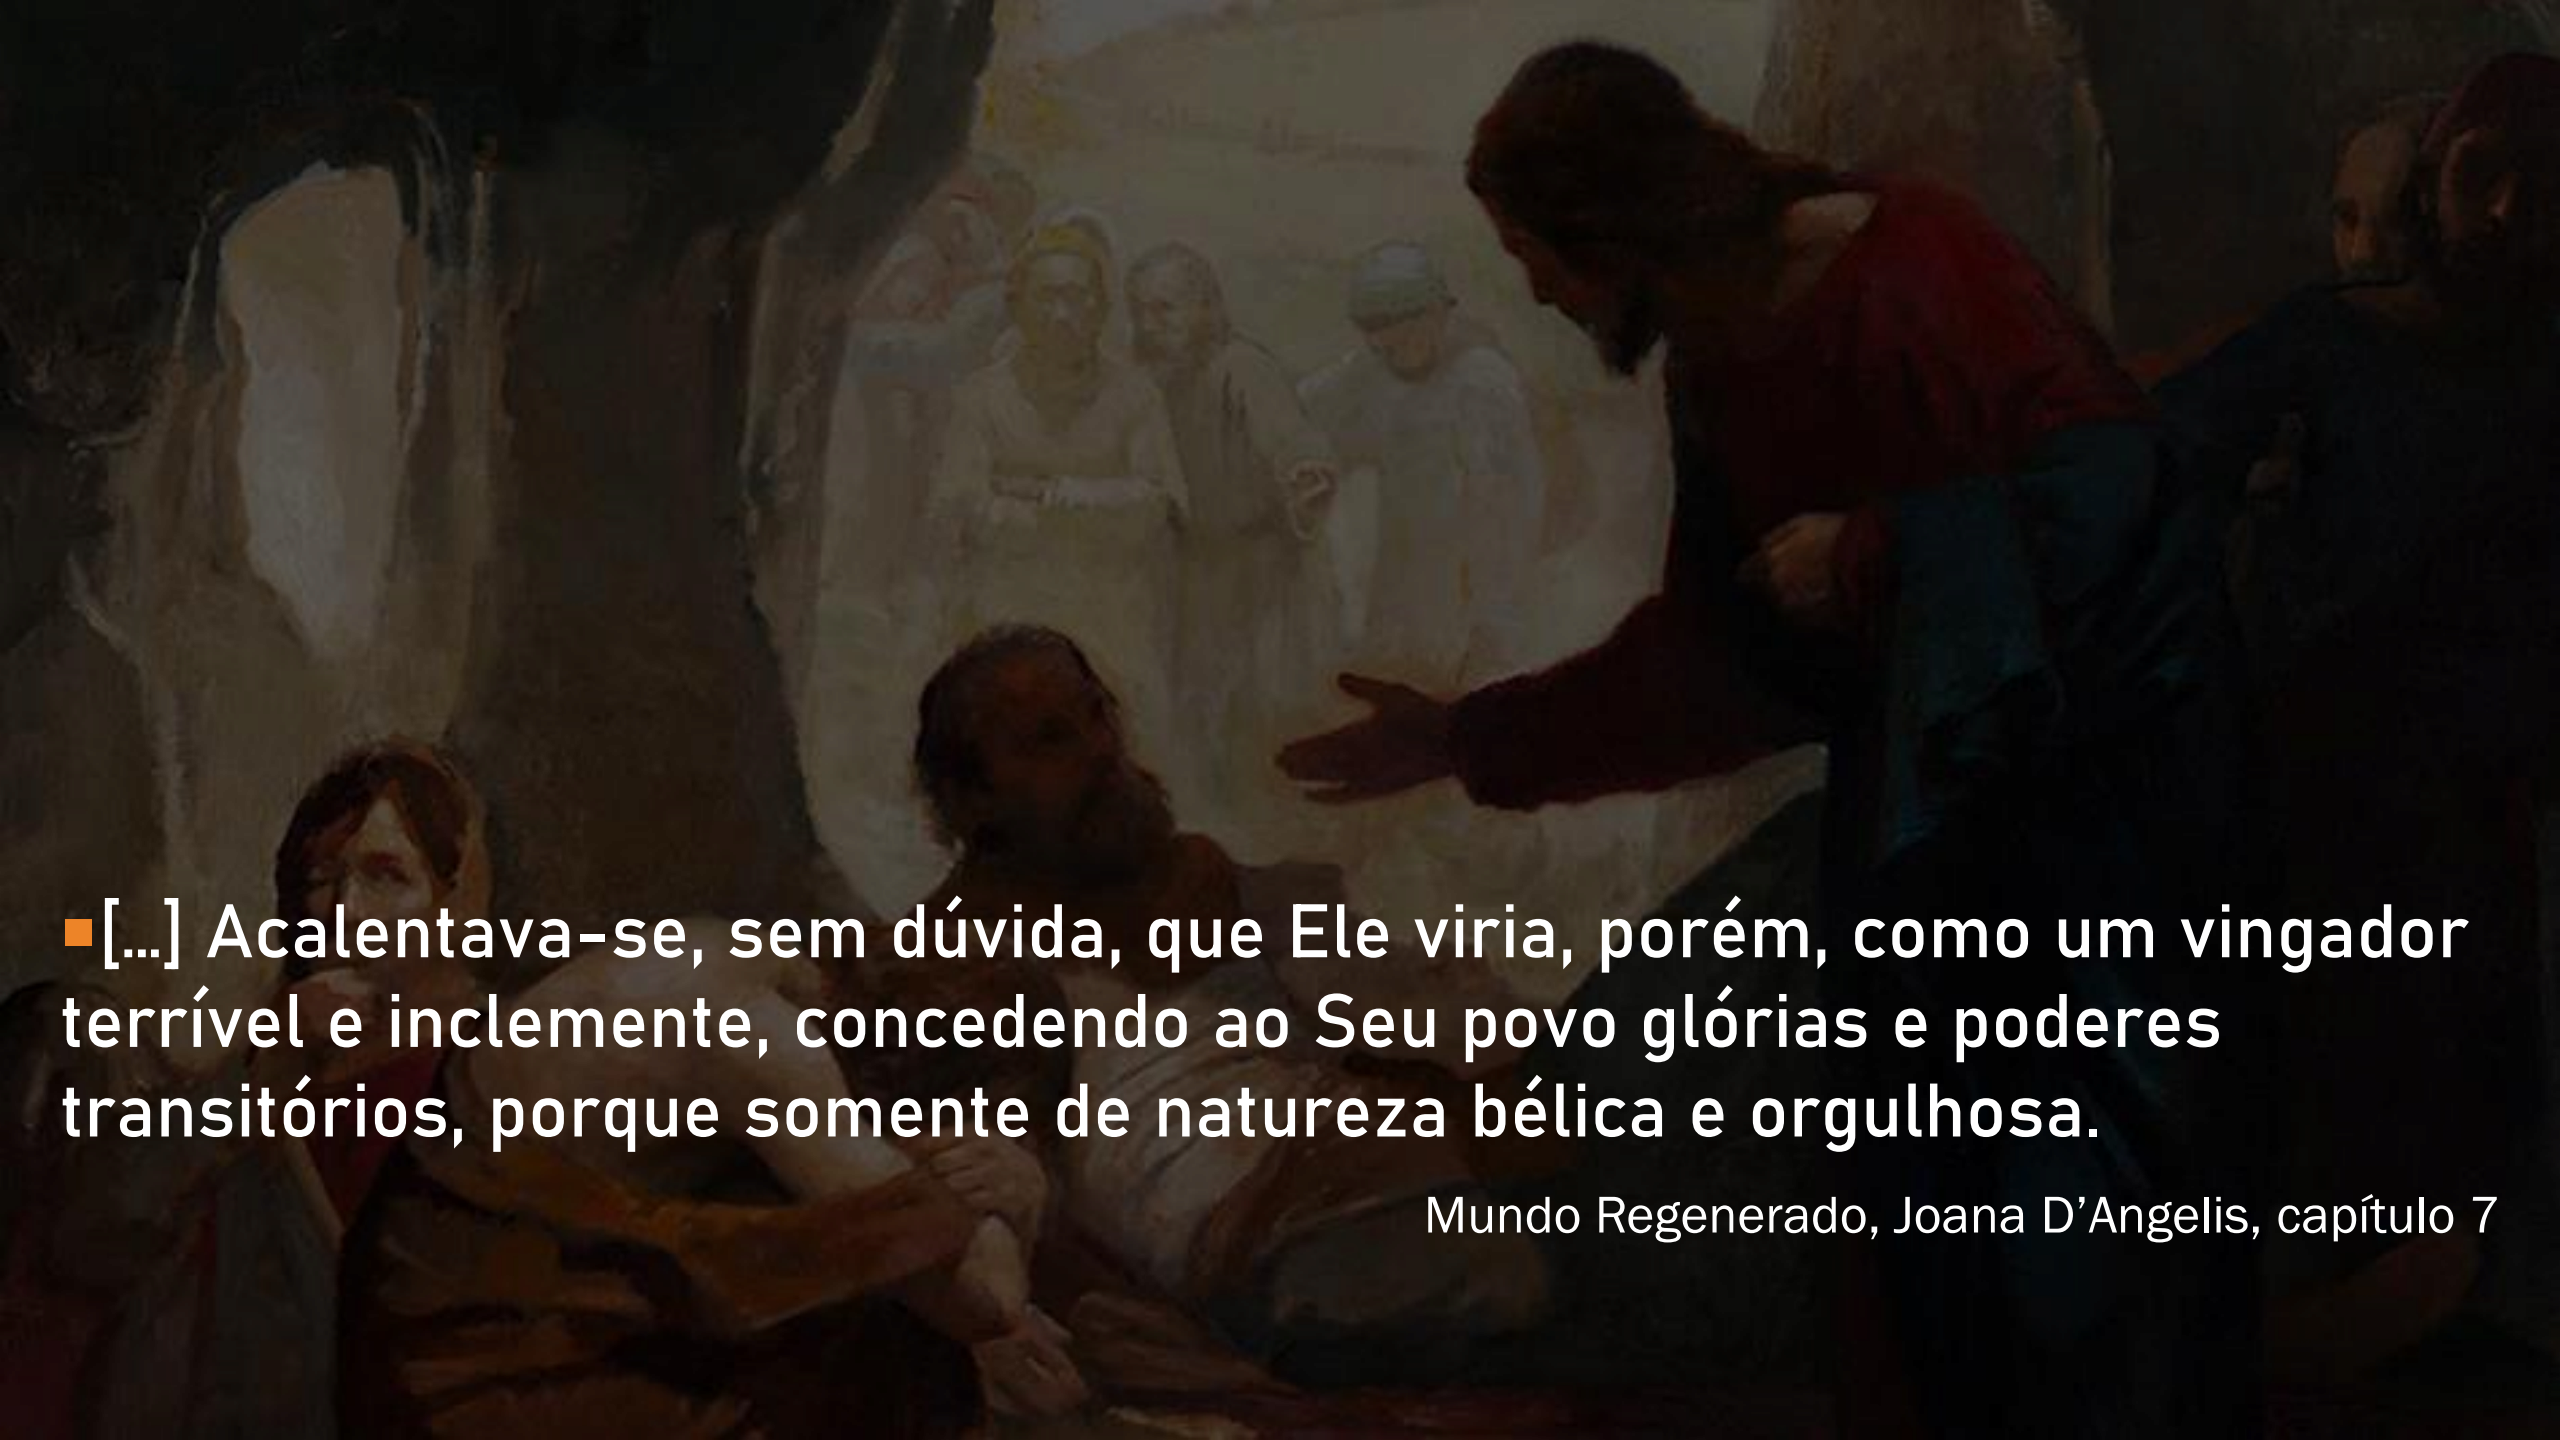 ▪[...] Acalentava-se, sem dúvida, que Ele viria, porém, como um vingador
terrível e inclemente, concedendo ao Seu povo glórias e poderes
transitórios, porque somente de natureza bélica e orgulhosa.
Mundo Regenerado, Joana D’Angelis, capítulo 7